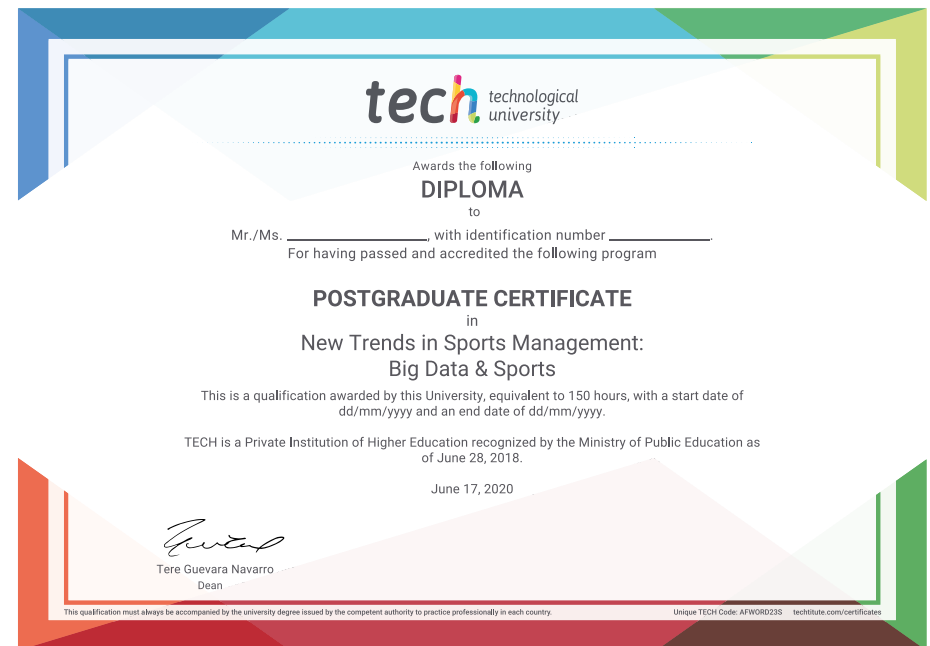 tech technological
university
Awards the following
DIPLOMA
to
Mr./Ms. ____________, with identification number ____________.
For having passed and accredited the following program
POSTGRADUATE CERTIFICATE
in
New Trends in Sports Management:
Big Data & Sports
This is a qualification awarded by this University, equivalent to 150 hours, with a start date of
dd/mm/yyyy and an end date of dd/mm/yyyy.
TECH is a Private Institution of Higher Education recognized by the Ministry of Public Education as
of June 28, 2018.
June 17, 2020
Tere Guevara Navarro
Dean
This qualification must always be accompanied by the university degree issued by the competent authority to practice professionally in each country. Unique TECH Code: AFWORD23S techtitute.com/certificates